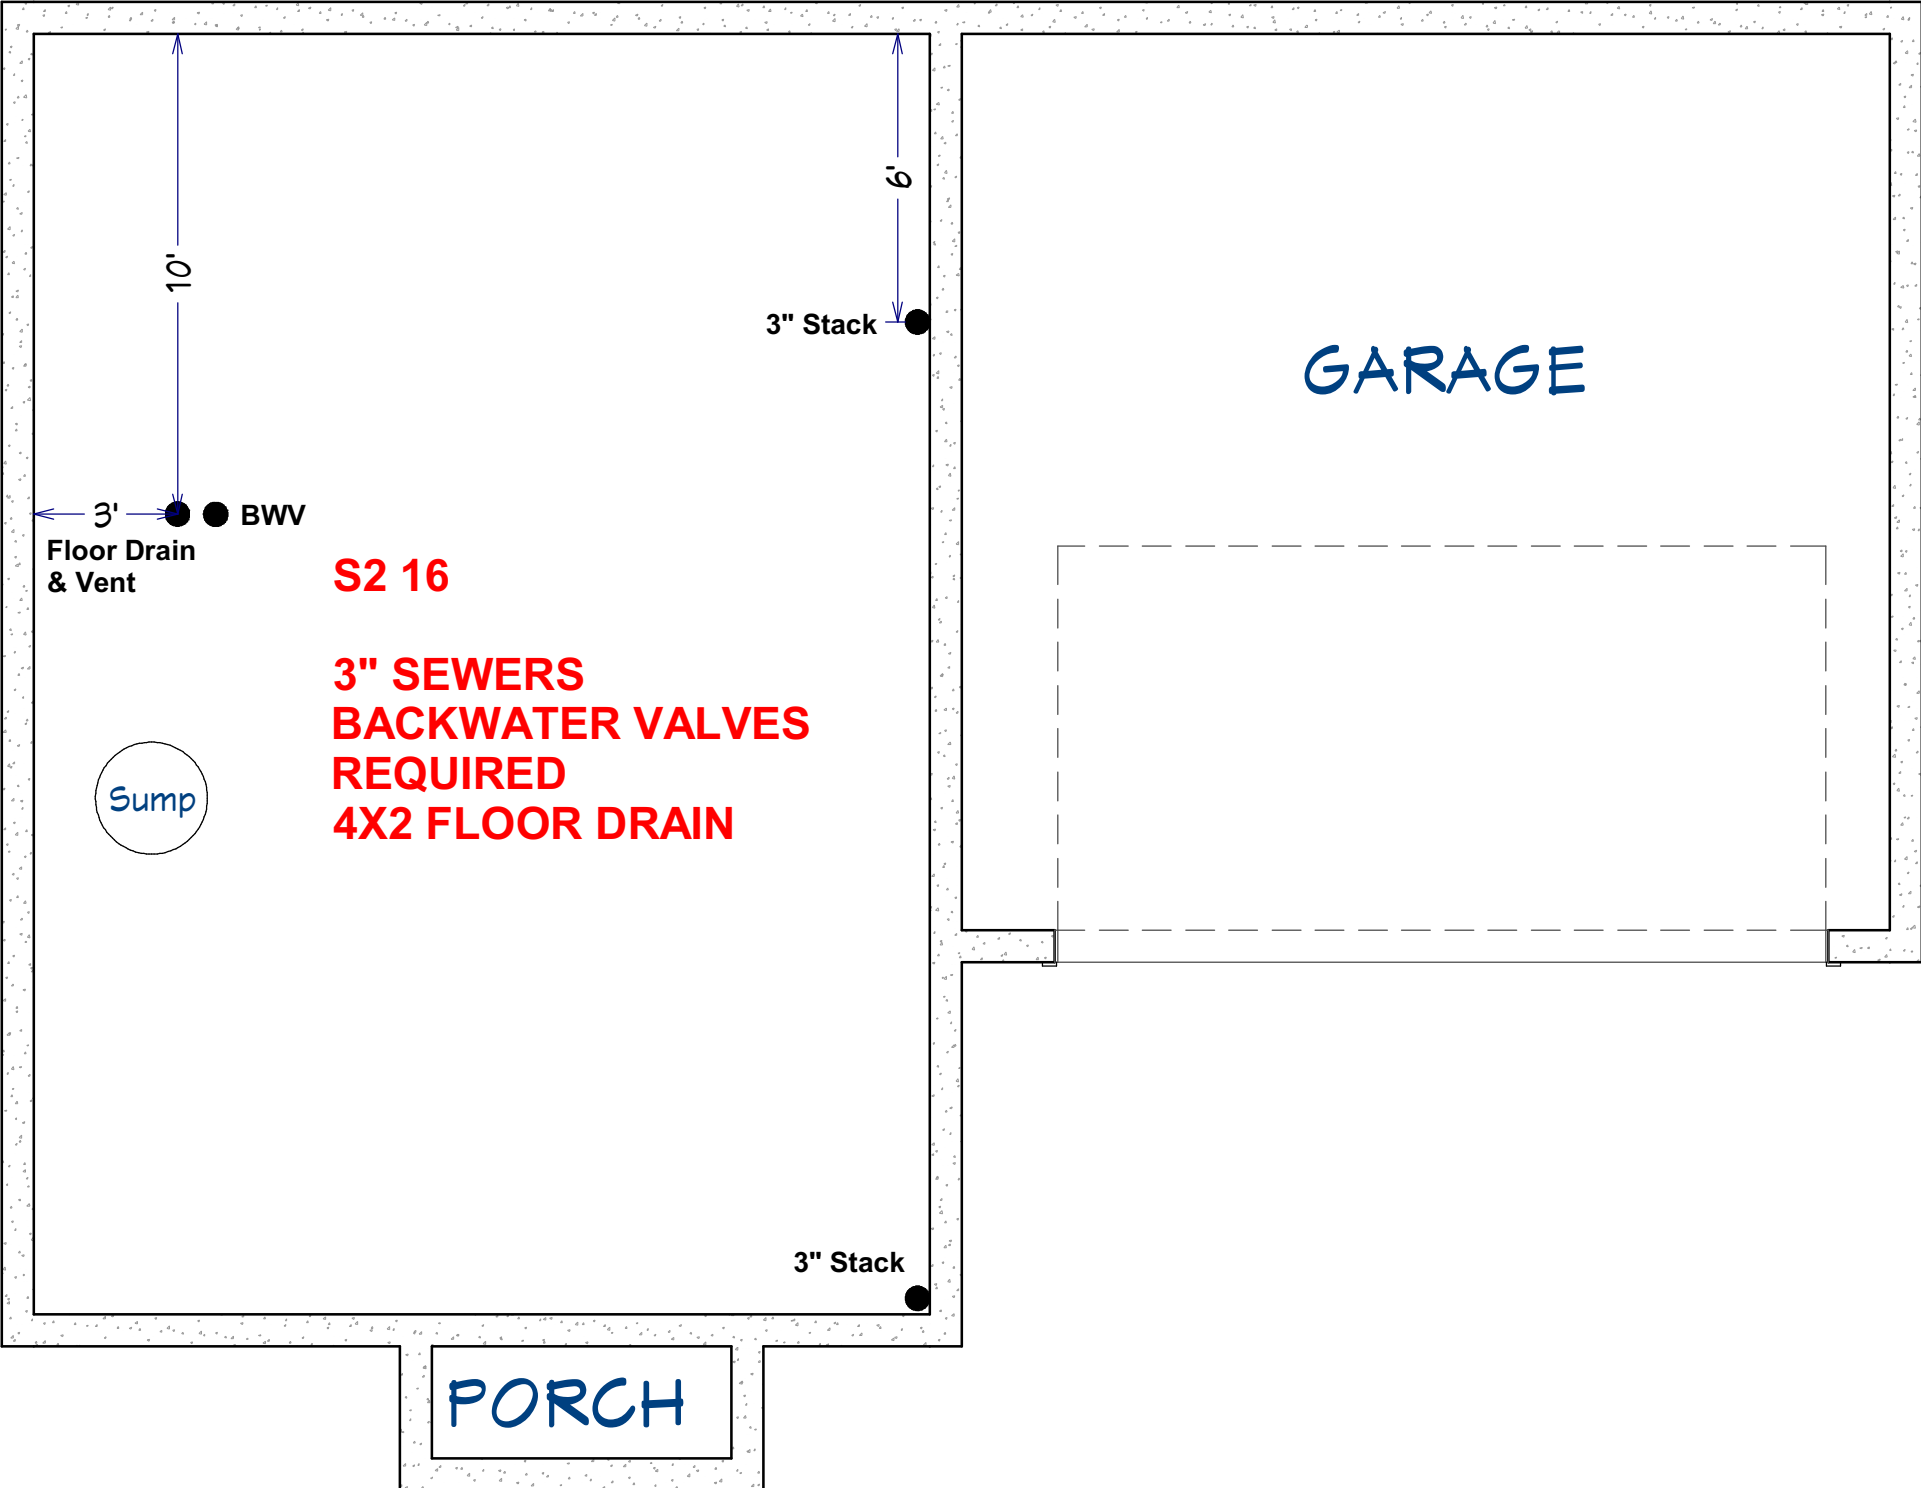 6'
10'
3" Stack
GARAGE
3'
BWV
Floor Drain
& Vent
S2 16
3" SEWERS
BACKWATER VALVES
REQUIRED
4X2 FLOOR DRAIN
Sump
3" Stack
PORCH